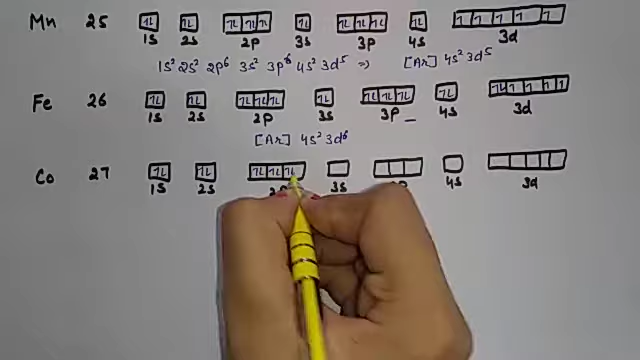 Mn 25 1S 2S 2P 3S 3P 4S 3d
1S² 2S² 2P⁶ 3S² 3P⁶ 4S² 3d⁵ ⇒ [Ar] 4S² 3d⁵
Fe 26 1S 2S 2P 3S 3P 4S 3d
[Ar] 4S² 3d⁶
Co 27 1S 2S 3S 4S 3d